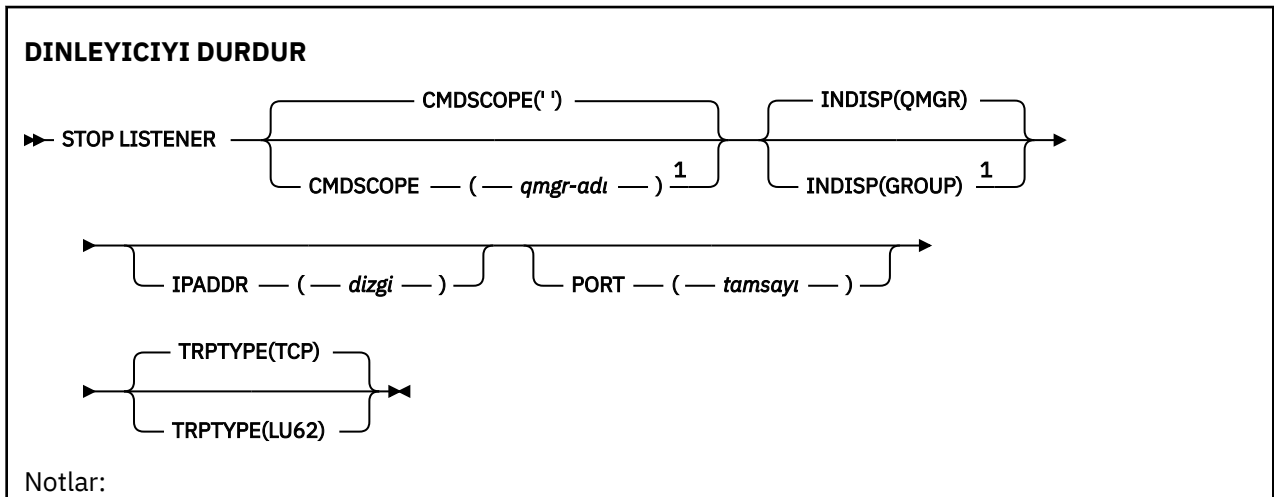 DINLEYICIYI DURDUR
CMDSCOPE(' ') INDISP(QMGR)
STOP LISTENER
CMDSCOPE ( qmgr-adı ) 1 INDISP(GROUP) 1
IPADDR ( dizgi ) PORT ( tamsayı )
TRPTYPE(TCP)
TRPTYPE(LU62)
Notlar: